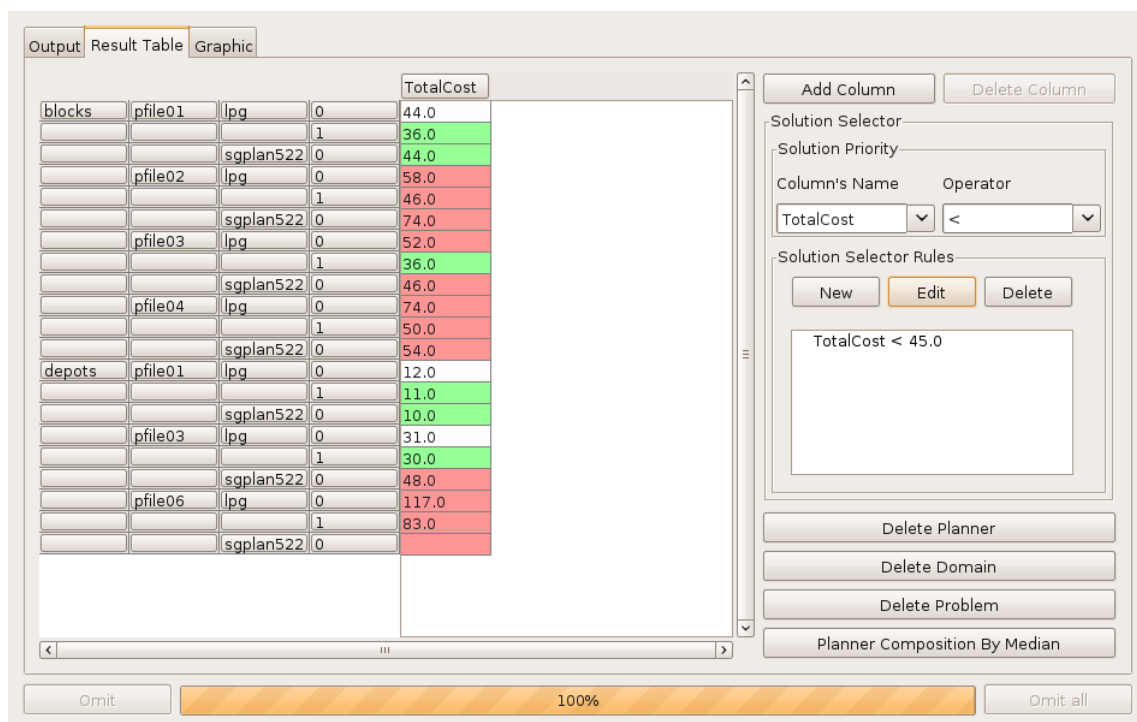 Output Result Table Graphic
TotalCost
blocks pfile01 lpg 0 44.0
1 36.0
sgplan522 0 44.0
pfile02 lpg 0 58.0
1 46.0
sgplan522 0 74.0
pfile03 lpg 0 52.0
1 36.0
sgplan522 0 46.0
pfile04 lpg 0 74.0
1 50.0
sgplan522 0 54.0
depots pfile01 lpg 0 12.0
1 11.0
sgplan522 0 10.0
pfile03 lpg 0 31.0
1 30.0
sgplan522 0 48.0
pfile06 lpg 0 117.0
1 83.0
sgplan522 0
Add Column Delete Column
Solution Selector
Solution Priority
Column's Name Operator
TotalCost <
Solution Selector Rules
New Edit Delete
TotalCost < 45.0
Delete Planner
Delete Domain
Delete Problem
Planner Composition By Median
Omit 100% Omit all